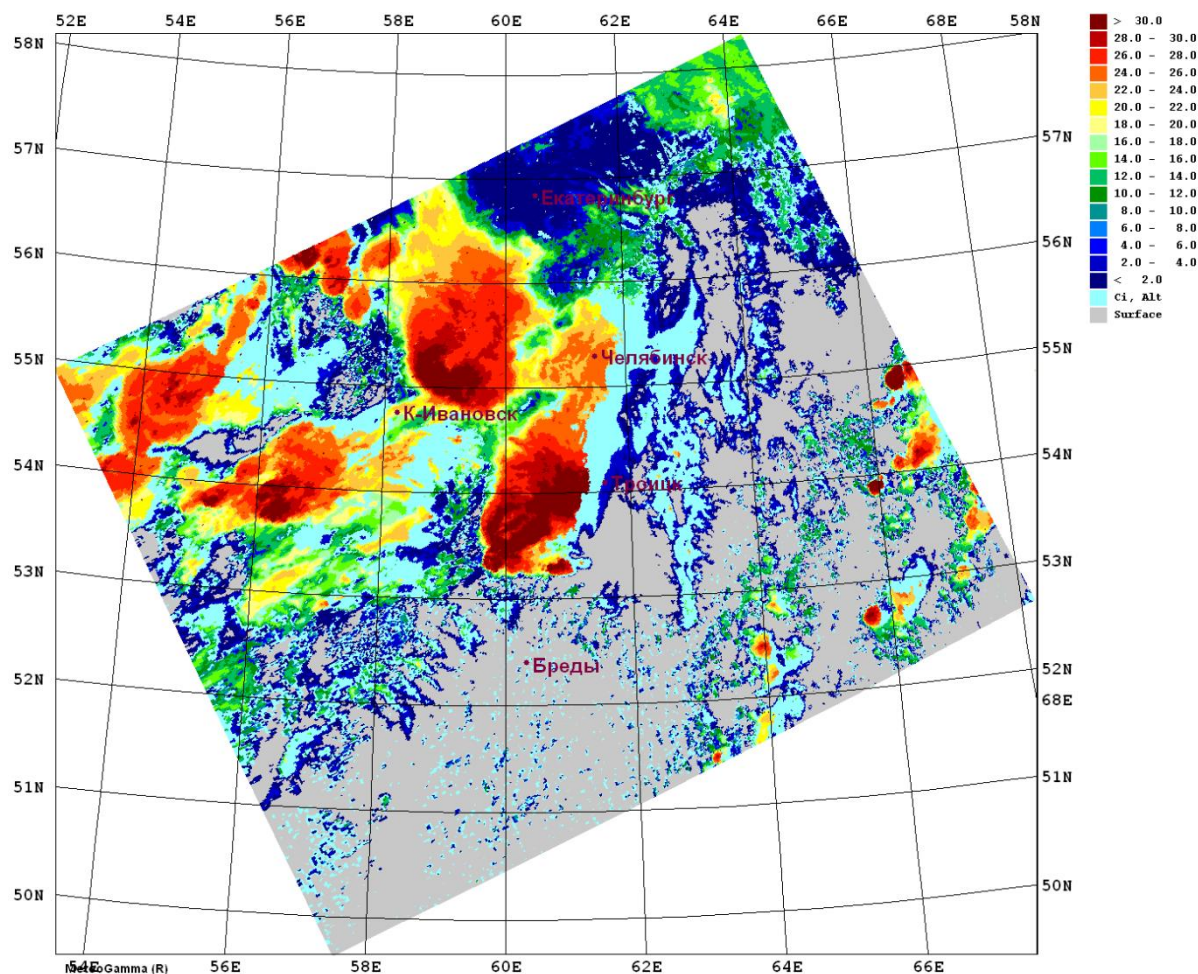 52E 54E 56E 58E 60E 62E 64E 66E 58N
58N
57N
57N
Екатеринбург
56N
56N
55N
Челябинск
55N
К-Ивановск
54N
54N
Троицк
53N
53N
Бреды
52N
52N
68E
51N
51N
50N
50N
54E 56E 58E 60E 62E 64E 66E
MeteoGamma (R)
> 30.0
28.0 - 30.0
26.0 - 28.0
24.0 - 26.0
22.0 - 24.0
20.0 - 22.0
18.0 - 20.0
16.0 - 18.0
14.0 - 16.0
12.0 - 14.0
10.0 - 12.0
8.0 - 10.0
6.0 - 8.0
4.0 - 6.0
2.0 - 4.0
< 2.0
Ci, Alt
Surface